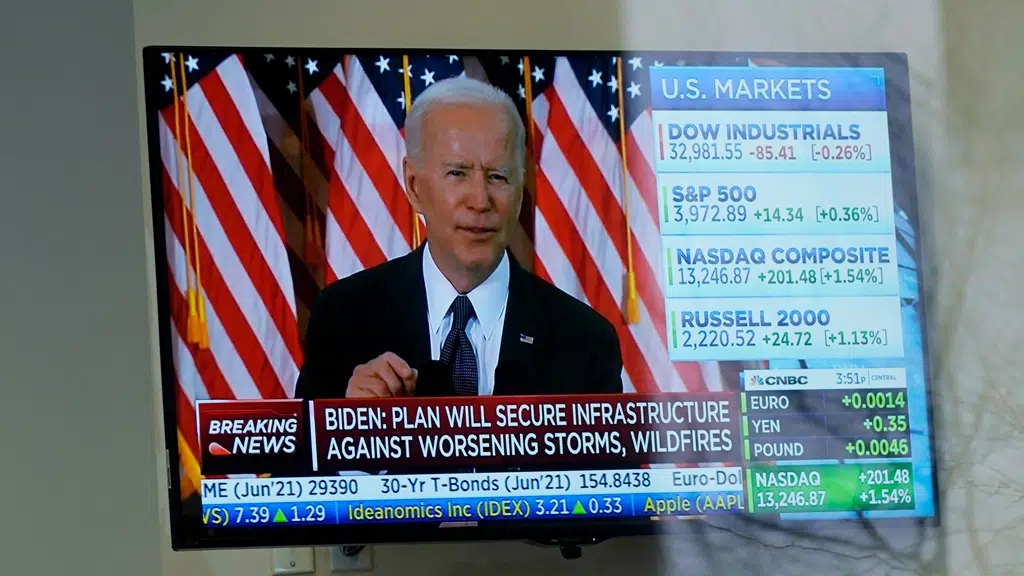 U.S. MARKETS
DOW INDUSTRIALS
32,981.55 -85.41 [-0.26%]
S&P 500
3,972.89 +14.34 [+0.36%]
NASDAQ COMPOSITE
13,246.87 +201.48 [+1.54%]
RUSSELL 2000
2,220.52 +24.72 [+1.13%]
CNBC 3:51p CENTRAL
EURO +0.0014
YEN +0.35
POUND +0.0046
NASDAQ +201.48
13,246.87 +1.54%
BREAKING
NEWS
BIDEN: PLAN WILL SECURE INFRASTRUCTURE
AGAINST WORSENING STORMS, WILDFIRES
ME (Jun'21) 29390 30-Yr T-Bonds (Jun'21) 154.8438 Euro-Dol
VS) 7.39 ▲ 1.29 Ideanomics Inc (IDEX) 3.21 ▲ 0.33 Apple (AAPL